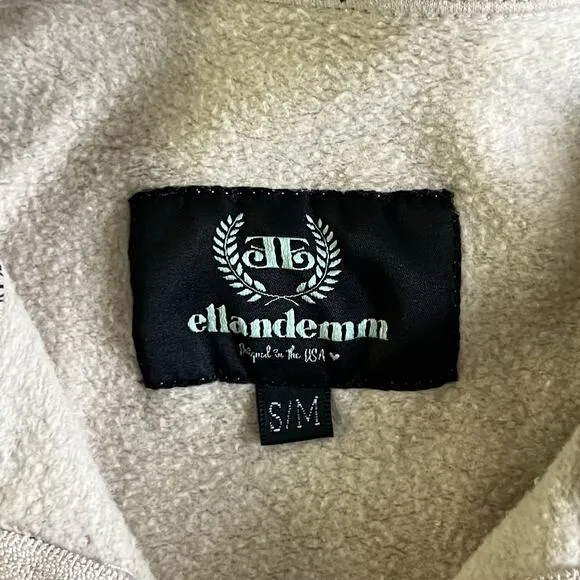 ellandemm
Designed in the USA
S/M